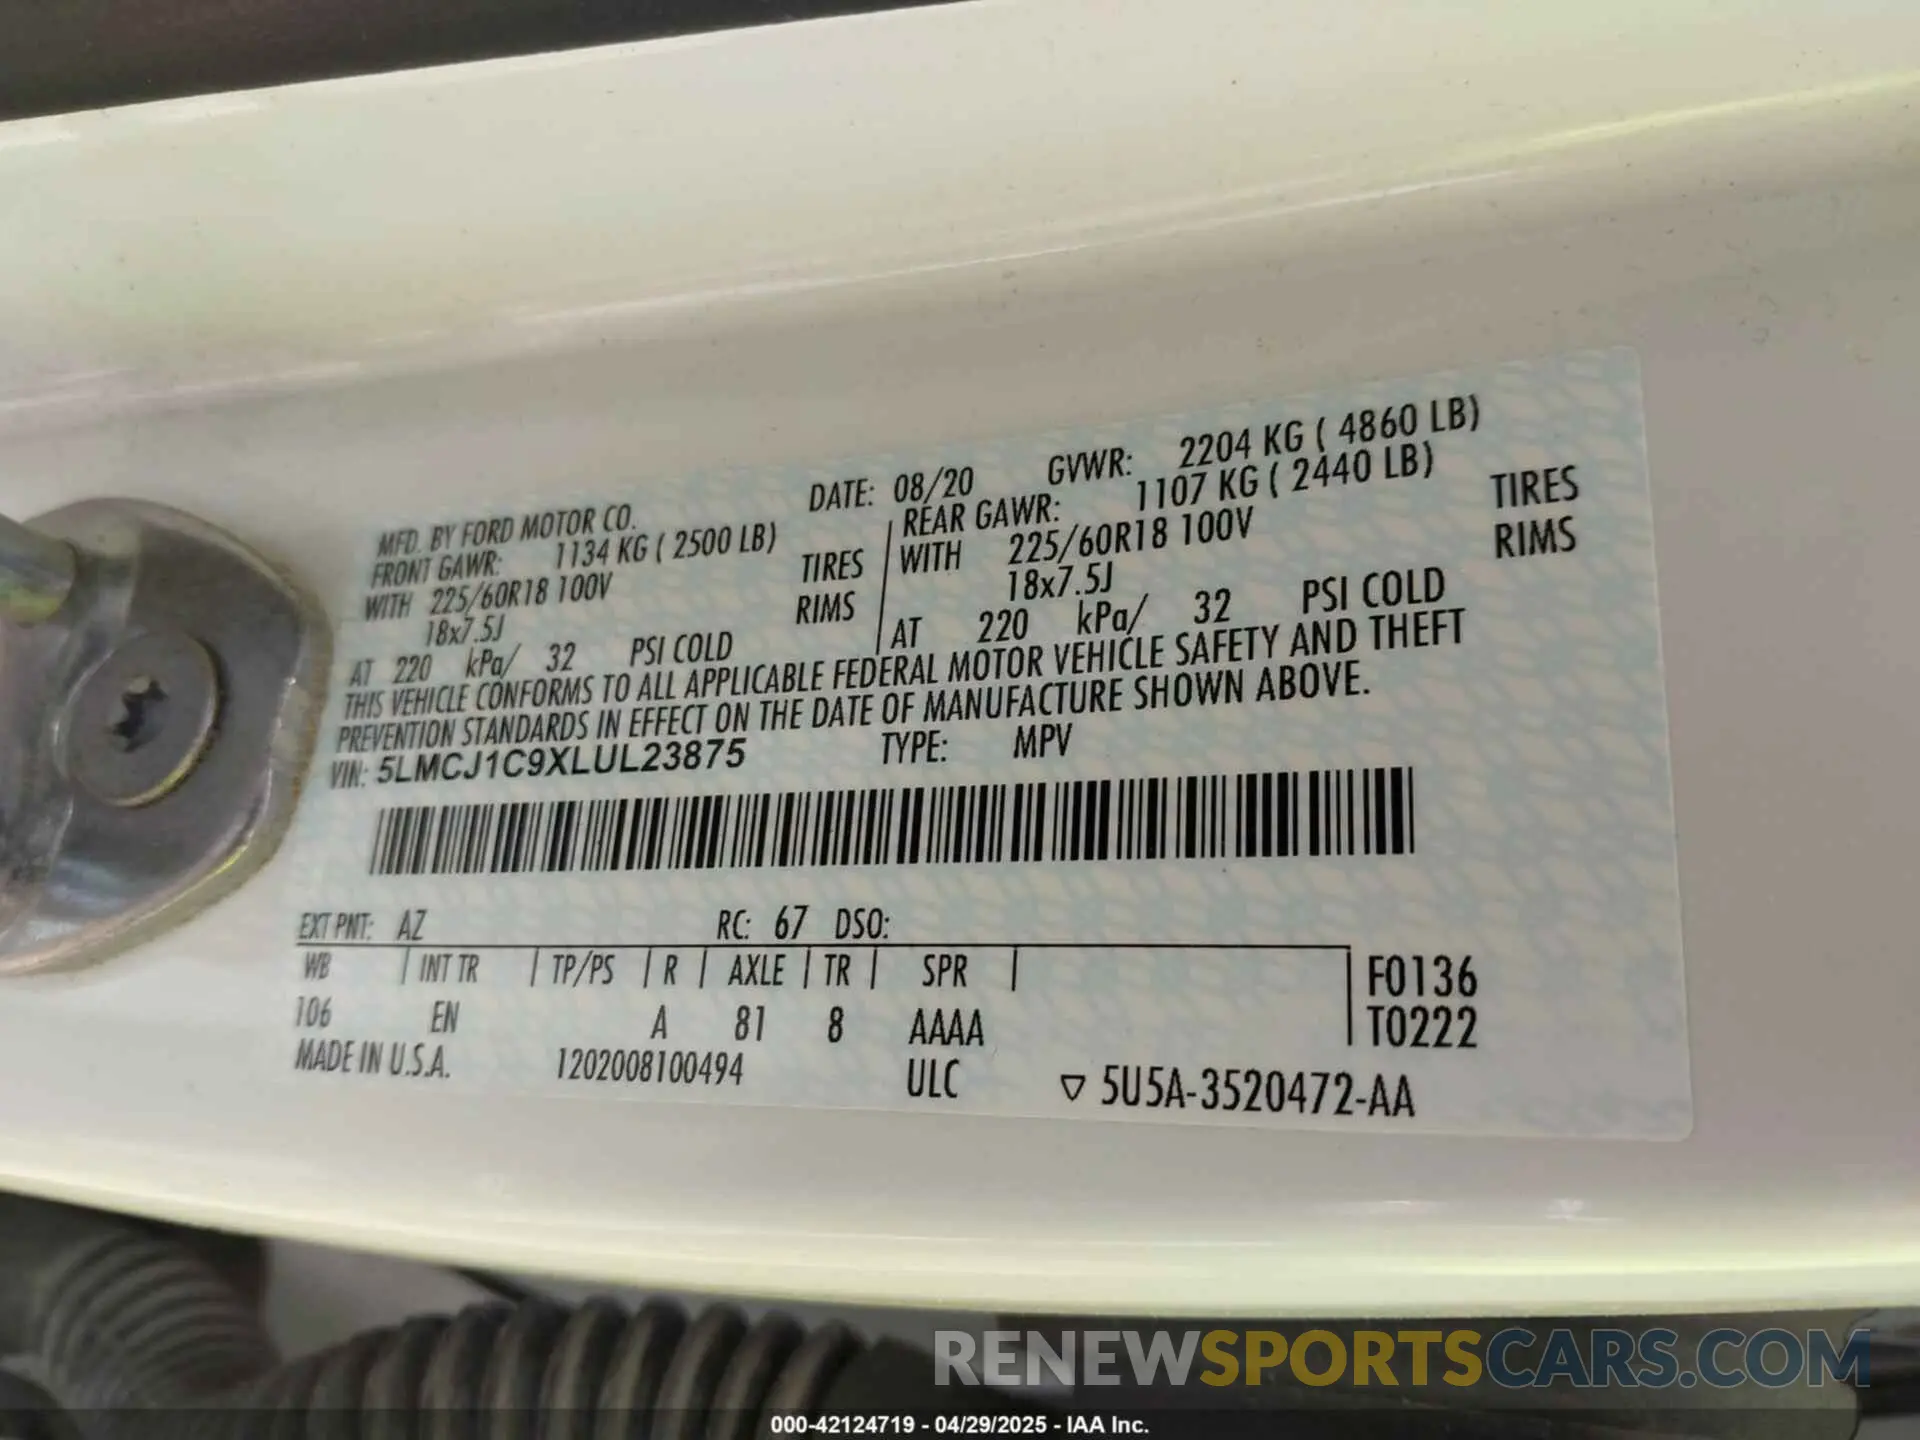 MFD. BY FORD MOTOR CO. DATE: 08/20 GVWR: 2204 KG ( 4860 LB)
FRONT GAWR: 1134 KG ( 2500 LB) REAR GAWR: 1107 KG ( 2440 LB)
WITH 225/60R18 100V TIRES WITH 225/60R18 100V TIRES
18x7.5J RIMS 18x7.5J RIMS
AT 220 kPa/ 32 PSI COLD AT 220 kPa/ 32 PSI COLD
THIS VEHICLE CONFORMS TO ALL APPLICABLE FEDERAL MOTOR VEHICLE SAFETY AND THEFT
PREVENTION STANDARDS IN EFFECT ON THE DATE OF MANUFACTURE SHOWN ABOVE.
VIN: 5LMCJ1C9XLUL23875 TYPE: MPV
EXT PNT: AZ RC: 67 DSO:
WB | INT TR | TP/PS | R | AXLE | TR | SPR | F0136
106 EN A 81 8 AAAA T0222
MADE IN U.S.A. 1202008100494 ULC ▽ 5U5A-3520472-AA
RENEWSPORTSCARS.COM
000-42124719 - 04/29/2025 - IAA Inc.